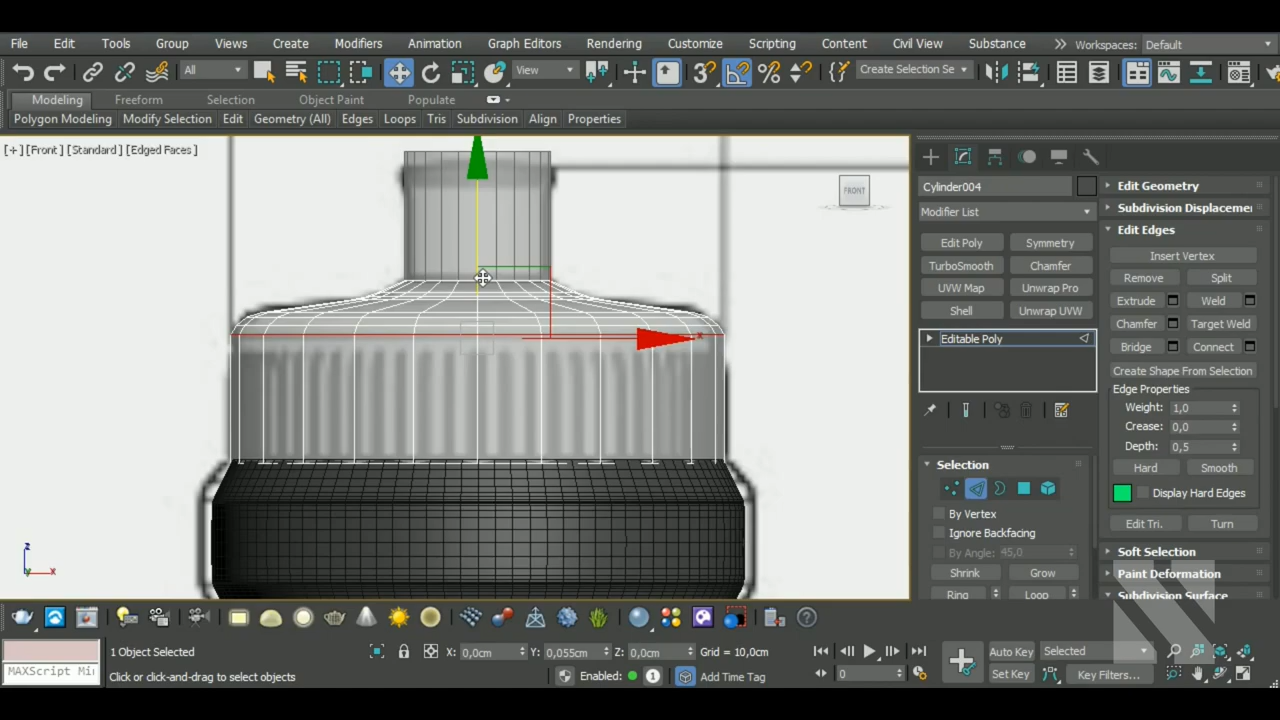 File Edit Tools Group Views Create Modifiers Animation Graph Editors Rendering Customize Scripting Content Civil View Substance Workspaces: Default
All View Create Selection Se
Modeling Freeform Selection Object Paint Populate
Polygon Modeling Modify Selection Edit Geometry (All) Edges Loops Tris Subdivision Align Properties
[+] [Front] [Standard] [Edged Faces]
FRONT
x
z
y x
Cylinder004
Modifier List
Edit Poly Symmetry
TurboSmooth Chamfer
UVW Map Unwrap Pro
Shell Unwrap UVW
Editable Poly
Selection
By Vertex
Ignore Backfacing
By Angle: 45,0
Shrink Grow
Ring Loop
Edit Geometry
Subdivision Displacemen
Edit Edges
Insert Vertex
Remove Split
Extrude Weld
Chamfer Target Weld
Bridge Connect
Create Shape From Selection
Edge Properties
Weight: 1,0
Crease: 0,0
Depth: 0,5
Hard Smooth
Display Hard Edges
Edit Tri. Turn
Soft Selection
Paint Deformation
Subdivision Surface
1 Object Selected X: 0,0cm Y: 0,055cm Z: 0,0cm Grid = 10,0cm Auto Key Selected
MAXScript Mi Click or click-and-drag to select objects Enabled: 1 Add Time Tag 0 Set Key Key Filters...